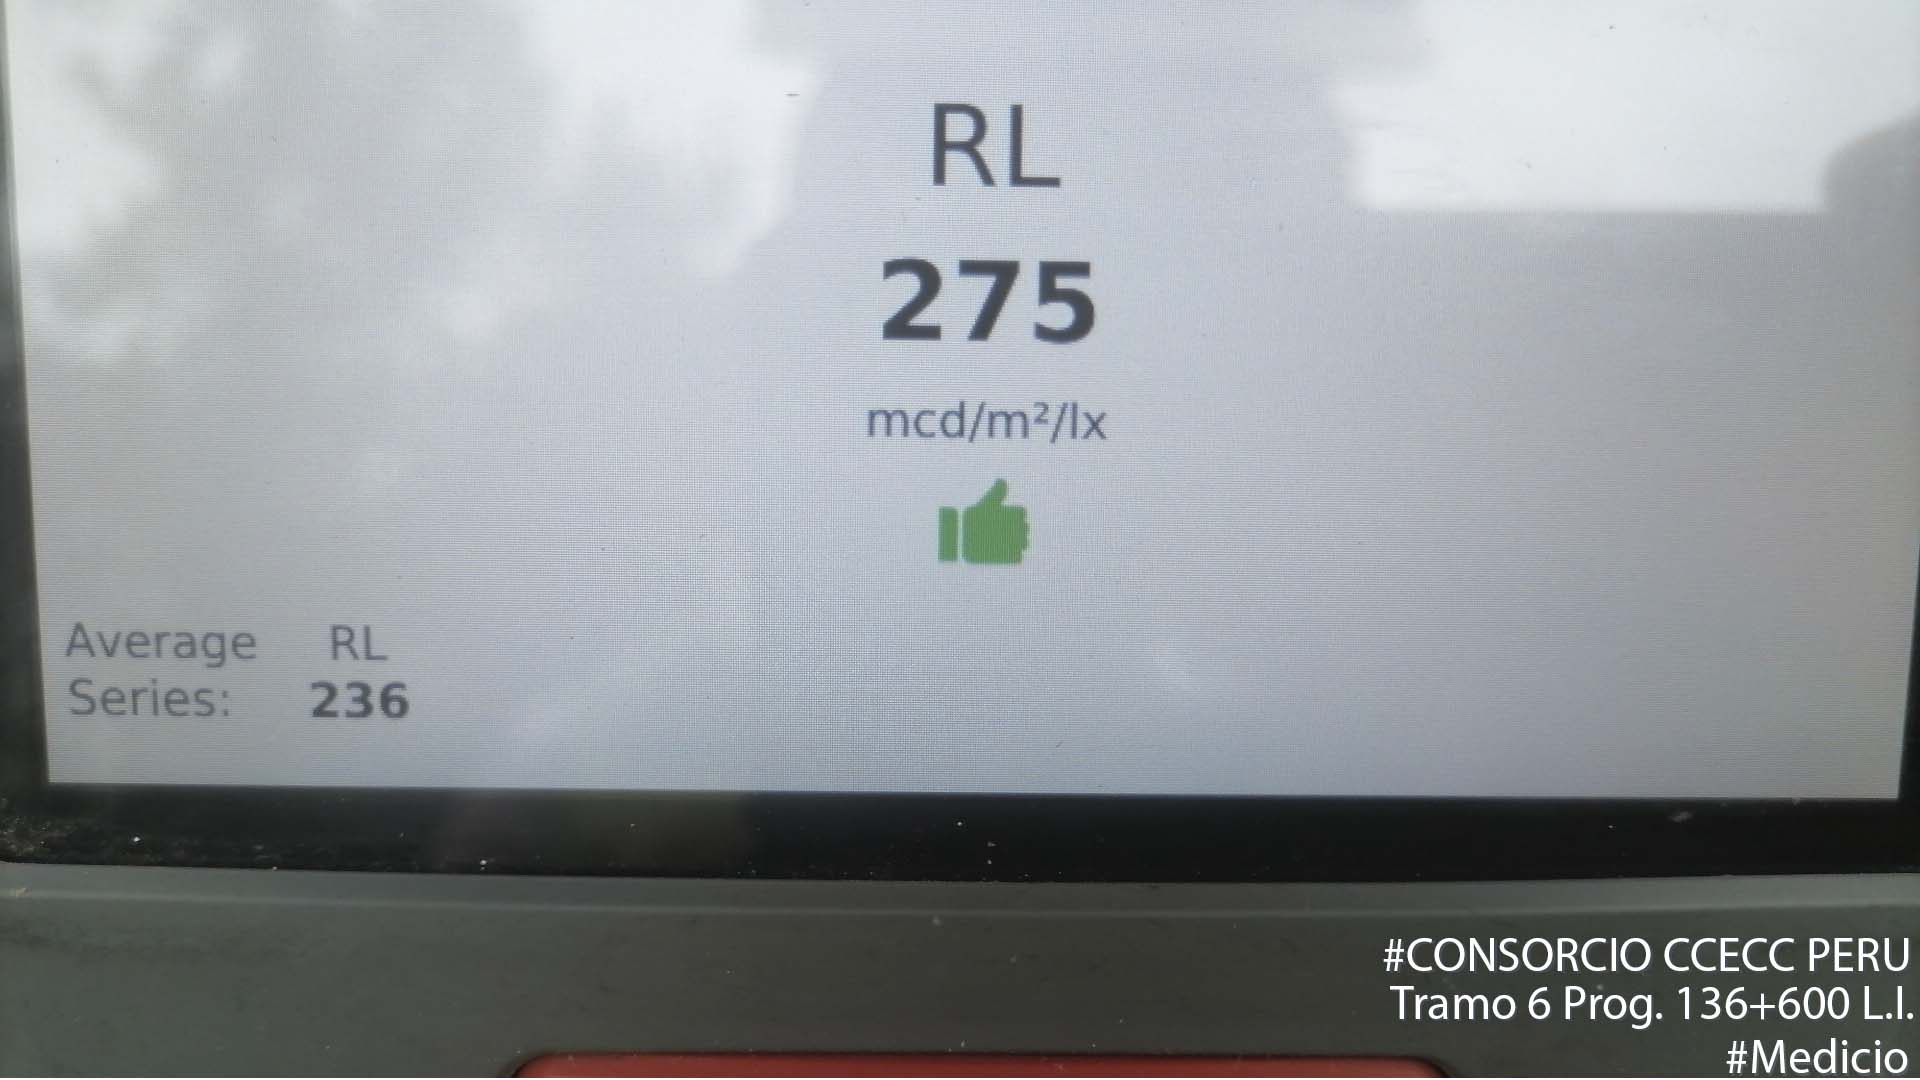 RL
275
mcd/m²/lx
Average RL
Series: 236
#CONSORCIO CCECC PERU
Tramo 6 Prog. 136+600 L.I.
#Medicio